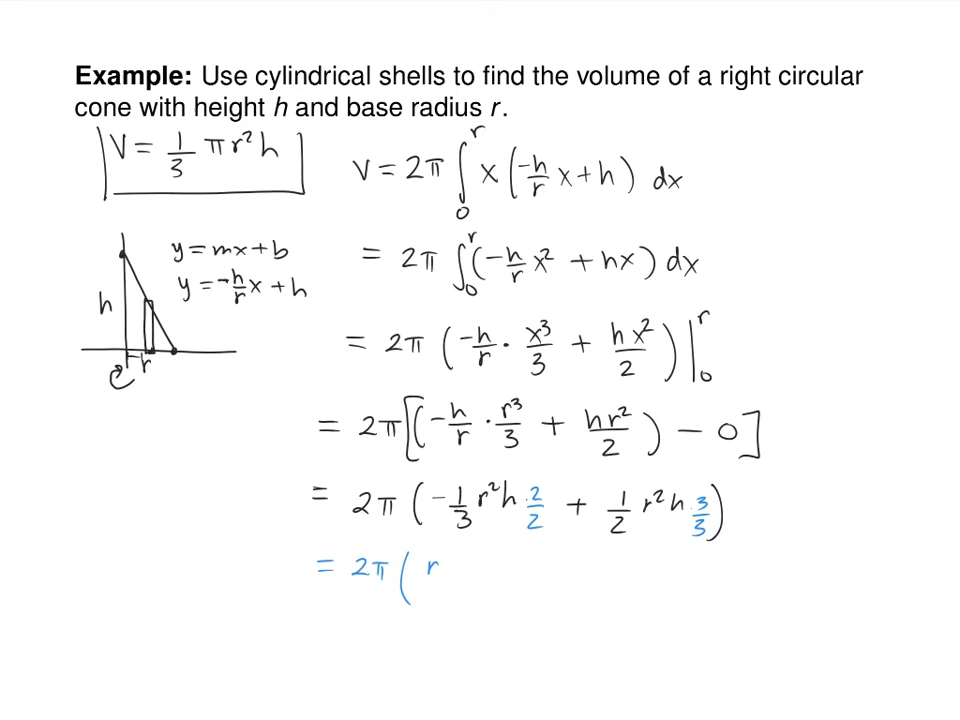 Example: Use cylindrical shells to find the volume of a right circular
cone with height h and base radius r.
V = 1/3 π r² h
V = 2π ∫₀ʳ x (-h/r x + h) dx
y = mx + b
y = -h/r x + h
h
r
= 2π ∫₀ʳ (-h/r x² + hx) dx
= 2π (-h/r · x³/3 + hx²/2) |₀ʳ
= 2π [(-h/r · r³/3 + hr²/2) - 0]
= 2π (-1/3 r²h · 2/2 + 1/2 r²h · 3/3)
= 2π ( r